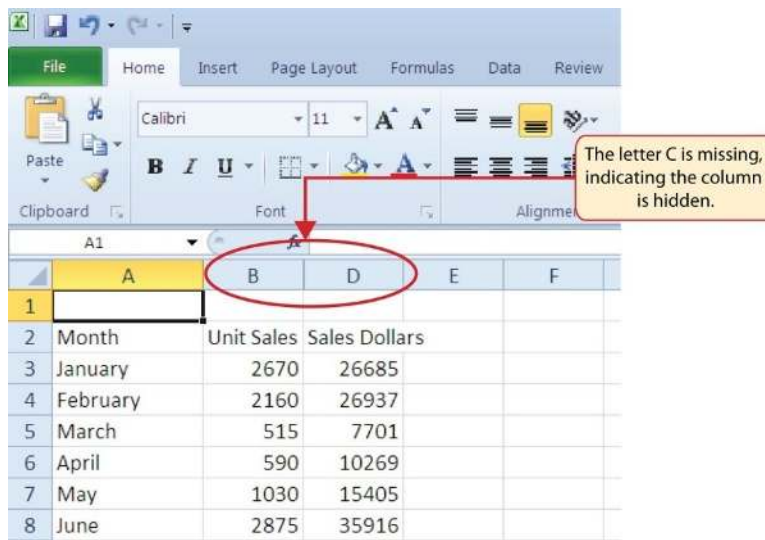 File Home Insert Page Layout Formulas Data Review
Calibri 11 A A
Paste
B I U A
Clipboard Font Alignme
The letter C is missing,
indicating the column
is hidden.
A1 fx
A B D E F
1
2 Month Unit Sales Sales Dollars
3 January 2670 26685
4 February 2160 26937
5 March 515 7701
6 April 590 10269
7 May 1030 15405
8 June 2875 35916